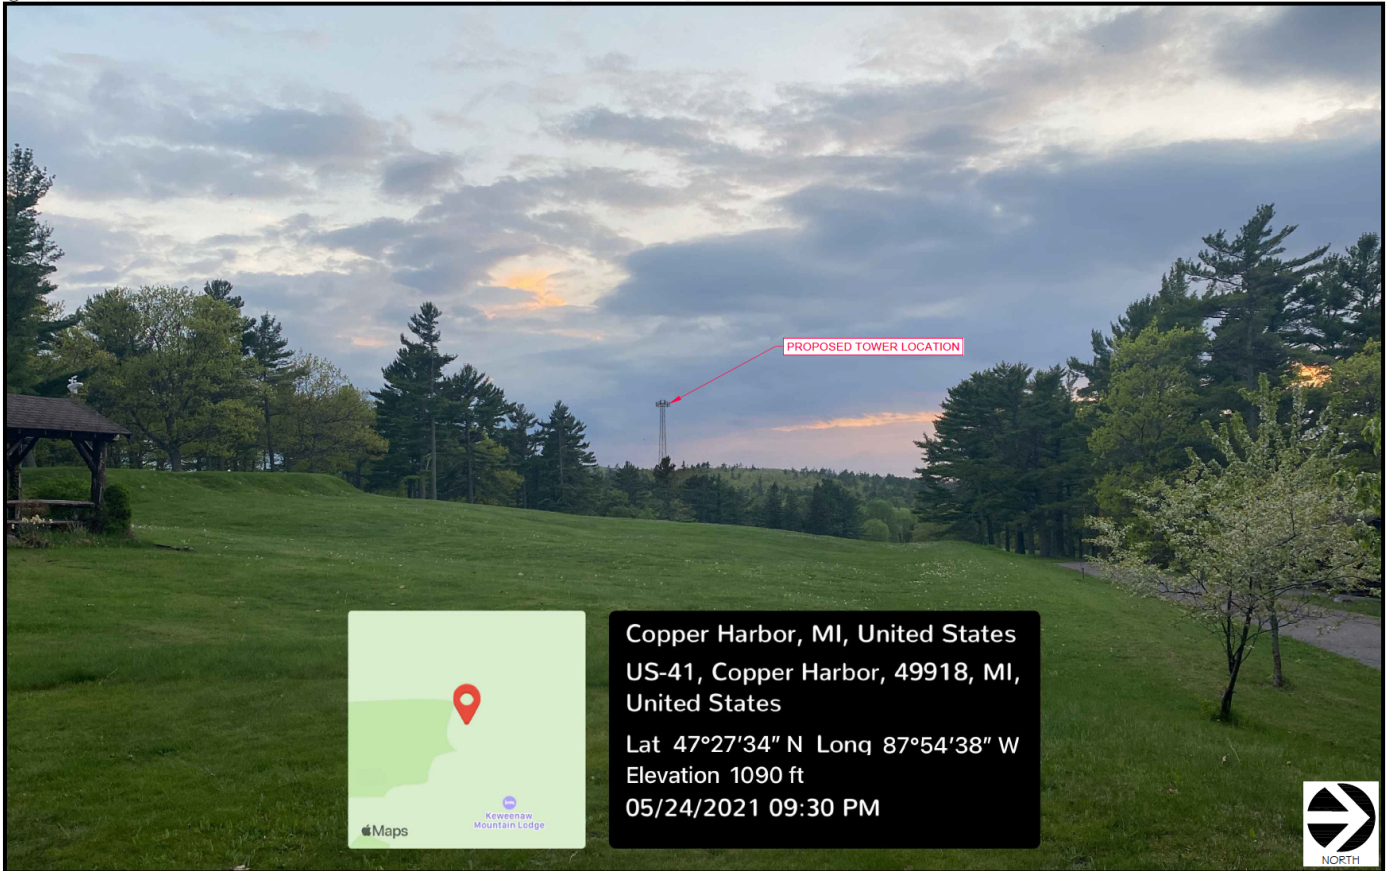 PROPOSED TOWER LOCATION
Copper Harbor, MI, United States
US-41, Copper Harbor, 49918, MI,
United States
Lat 47°27'34" N Long 87°54'38" W
Elevation 1090 ft
05/24/2021 09:30 PM
Keweenaw
Mountain Lodge
Maps
NORTH